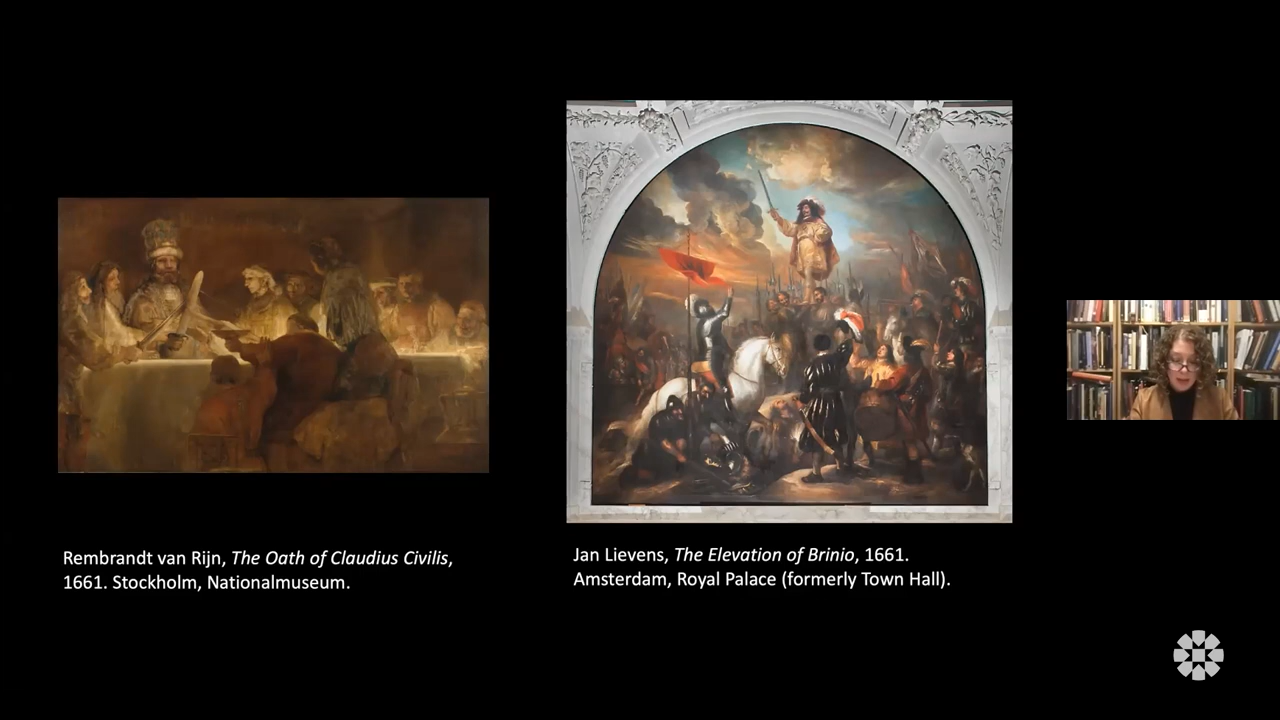 Rembrandt van Rijn, The Oath of Claudius Civilis,
1661. Stockholm, Nationalmuseum.
Jan Lievens, The Elevation of Brinio, 1661.
Amsterdam, Royal Palace (formerly Town Hall).